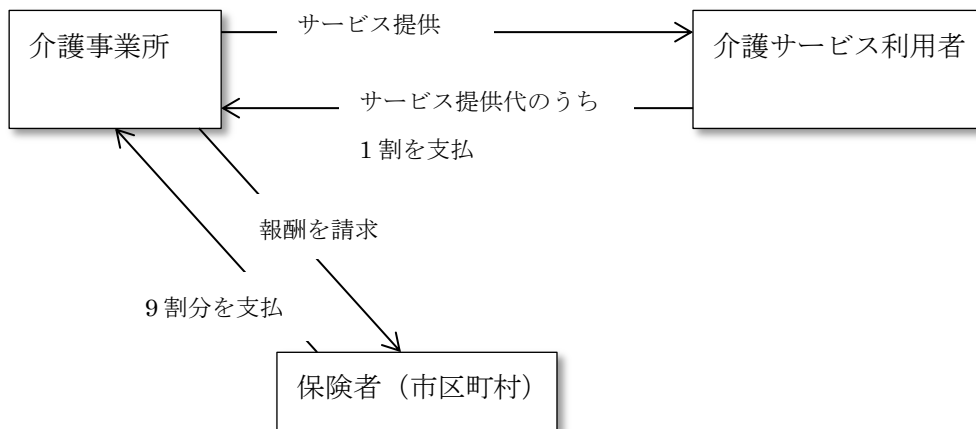 サービス提供
介護事業所
介護サービス利用者
サービス提供代のうち
1 割を支払
報酬を請求
9 割分を支払
保険者（市区町村）